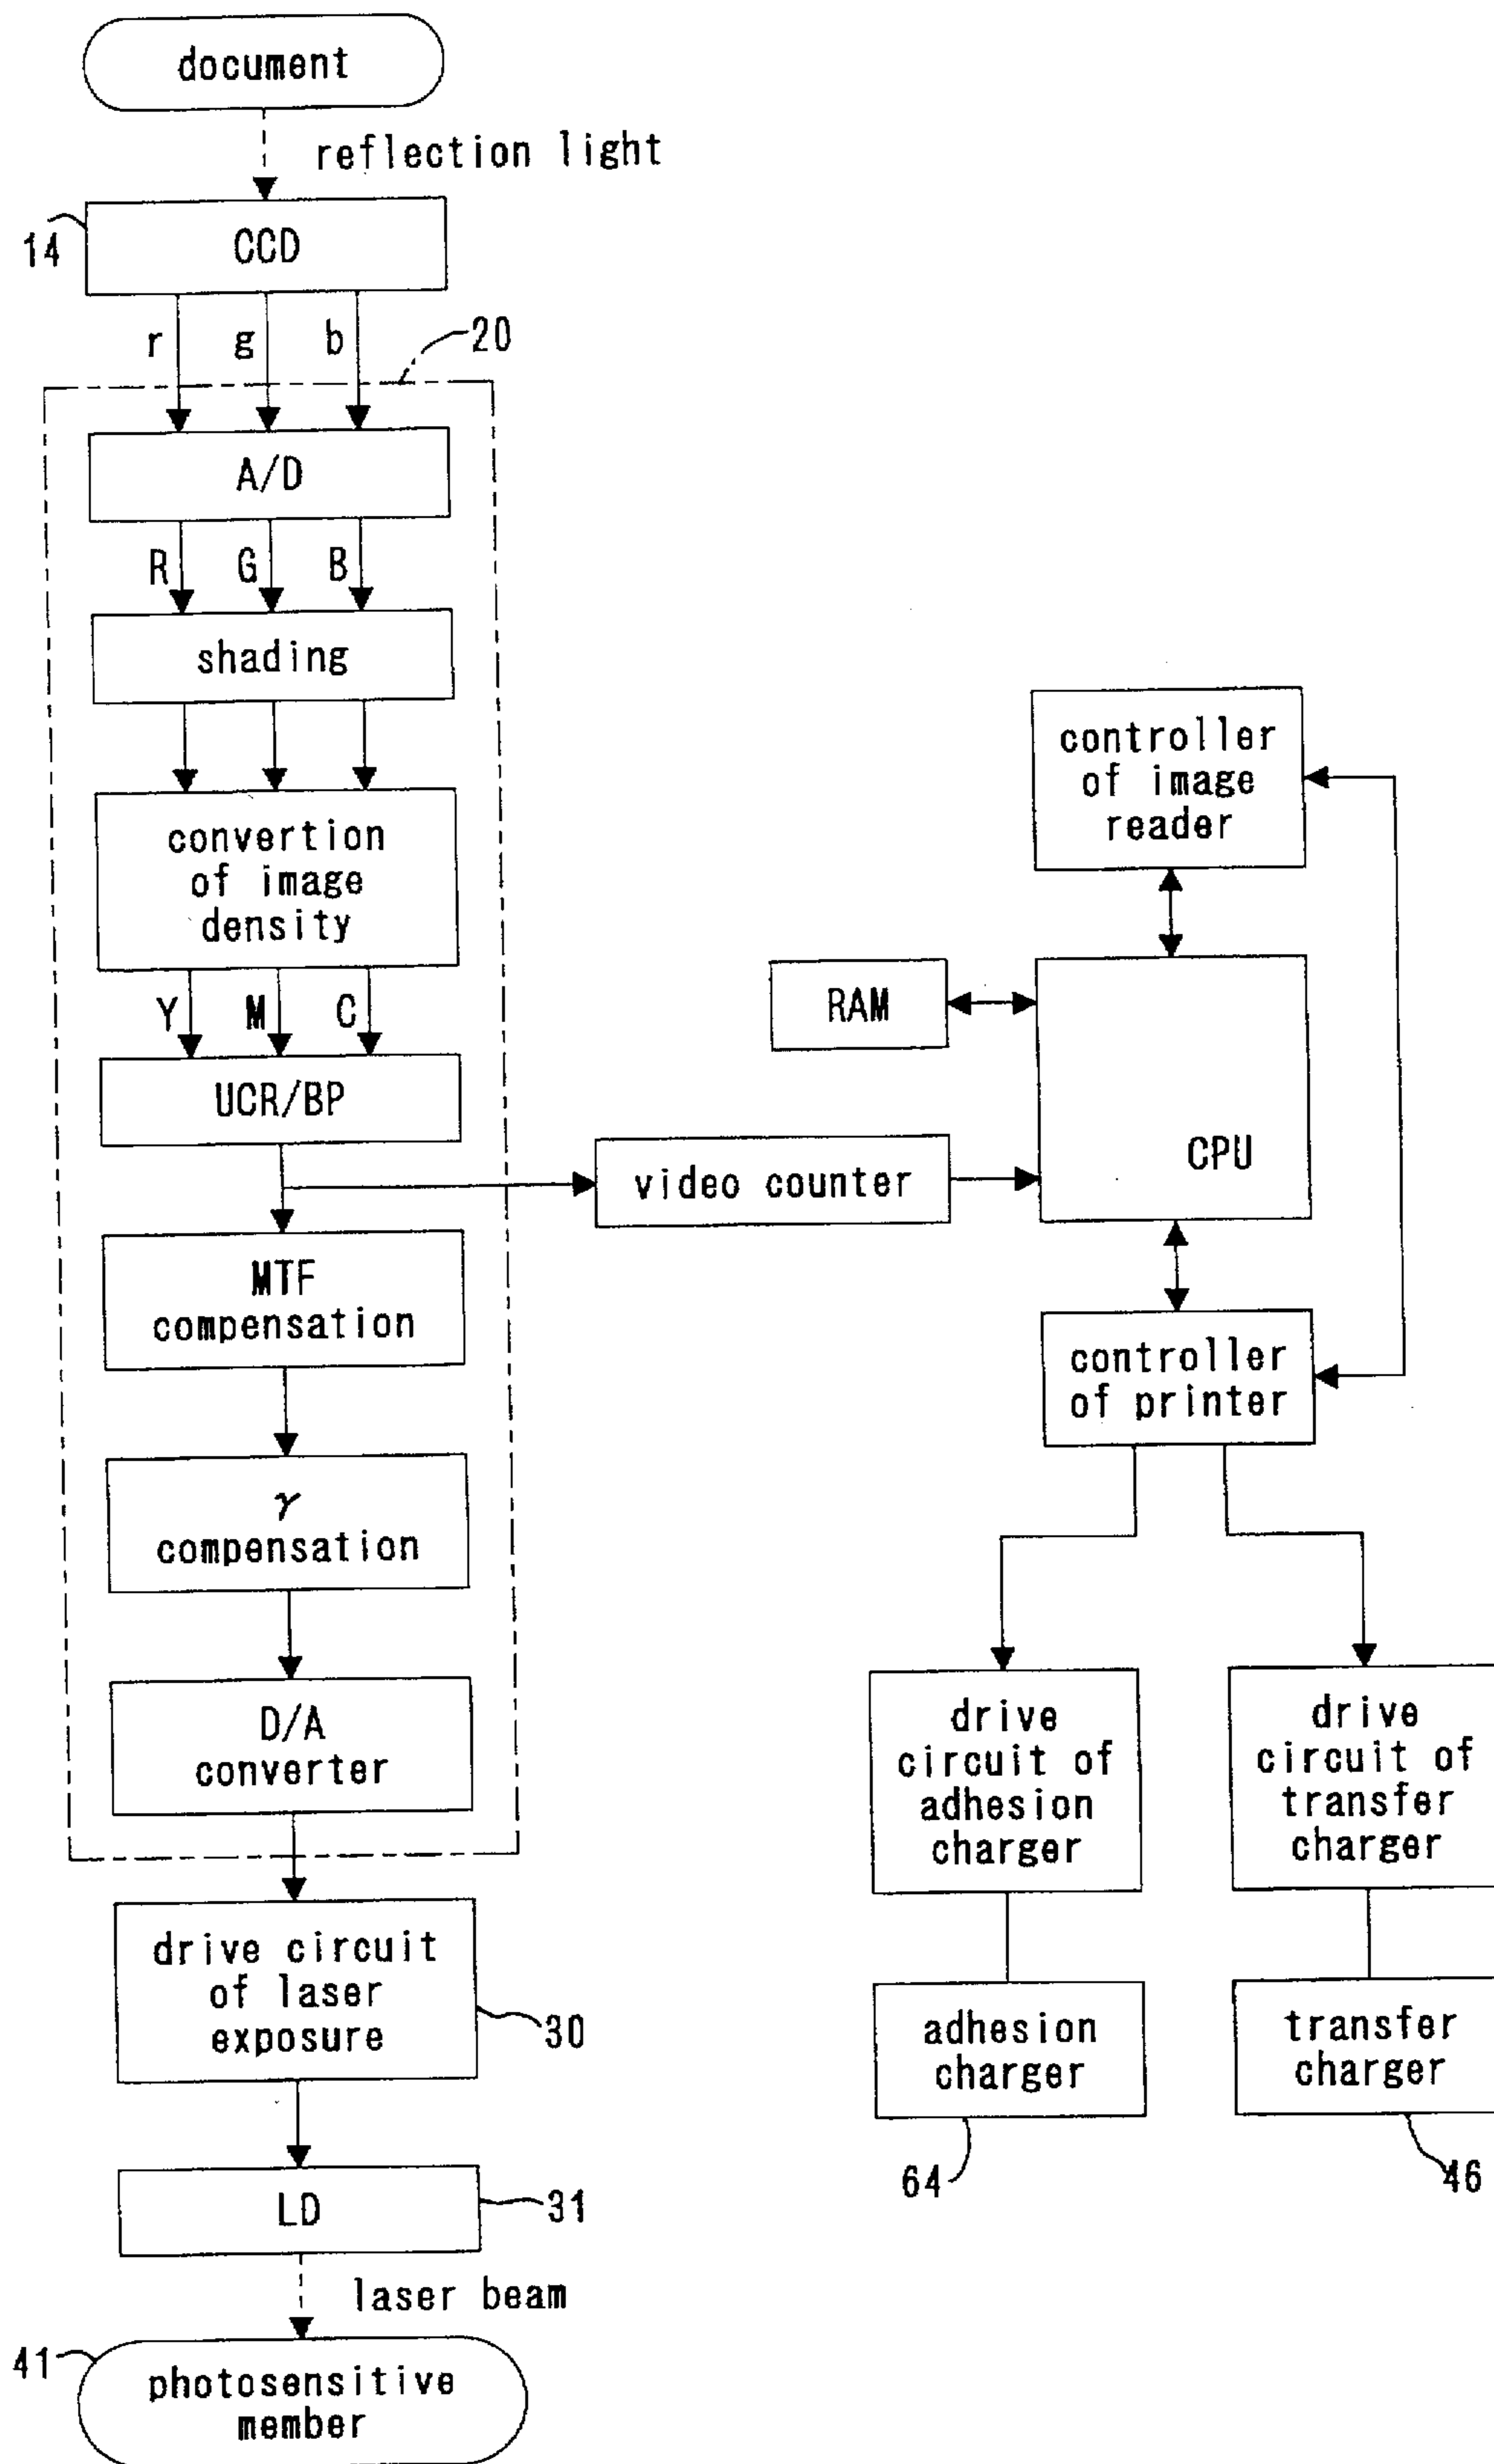 document
reflection light
14
CCD
r g b
20
A/D
R G B
shading
convertion
of image
density
Y M C
UCR/BP
MTF
compensation
γ
compensation
D/A
converter
drive circuit
of laser
exposure
30
LD
31
laser beam
41
photosensitive
member
controller
of image
reader
RAM
CPU
video counter
controller
of printer
drive
circuit of
adhesion
charger
drive
circuit of
transfer
charger
adhesion
charger
64
transfer
charger
46